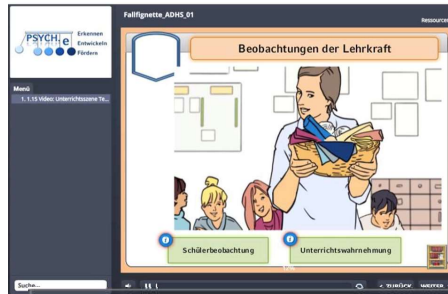 Fallfignette_ADHS_01
Ressourcen
PSYCH e
Erkennen
Entwickeln
Fördern
Beobachtungen der Lehrkraft
Menü
1. 1.15 Video: Unterrichtsszene Te...
Schülerbeobachtung
Unterrichtswahrnehmung
Suche...
< ZURÜCK
WEITER